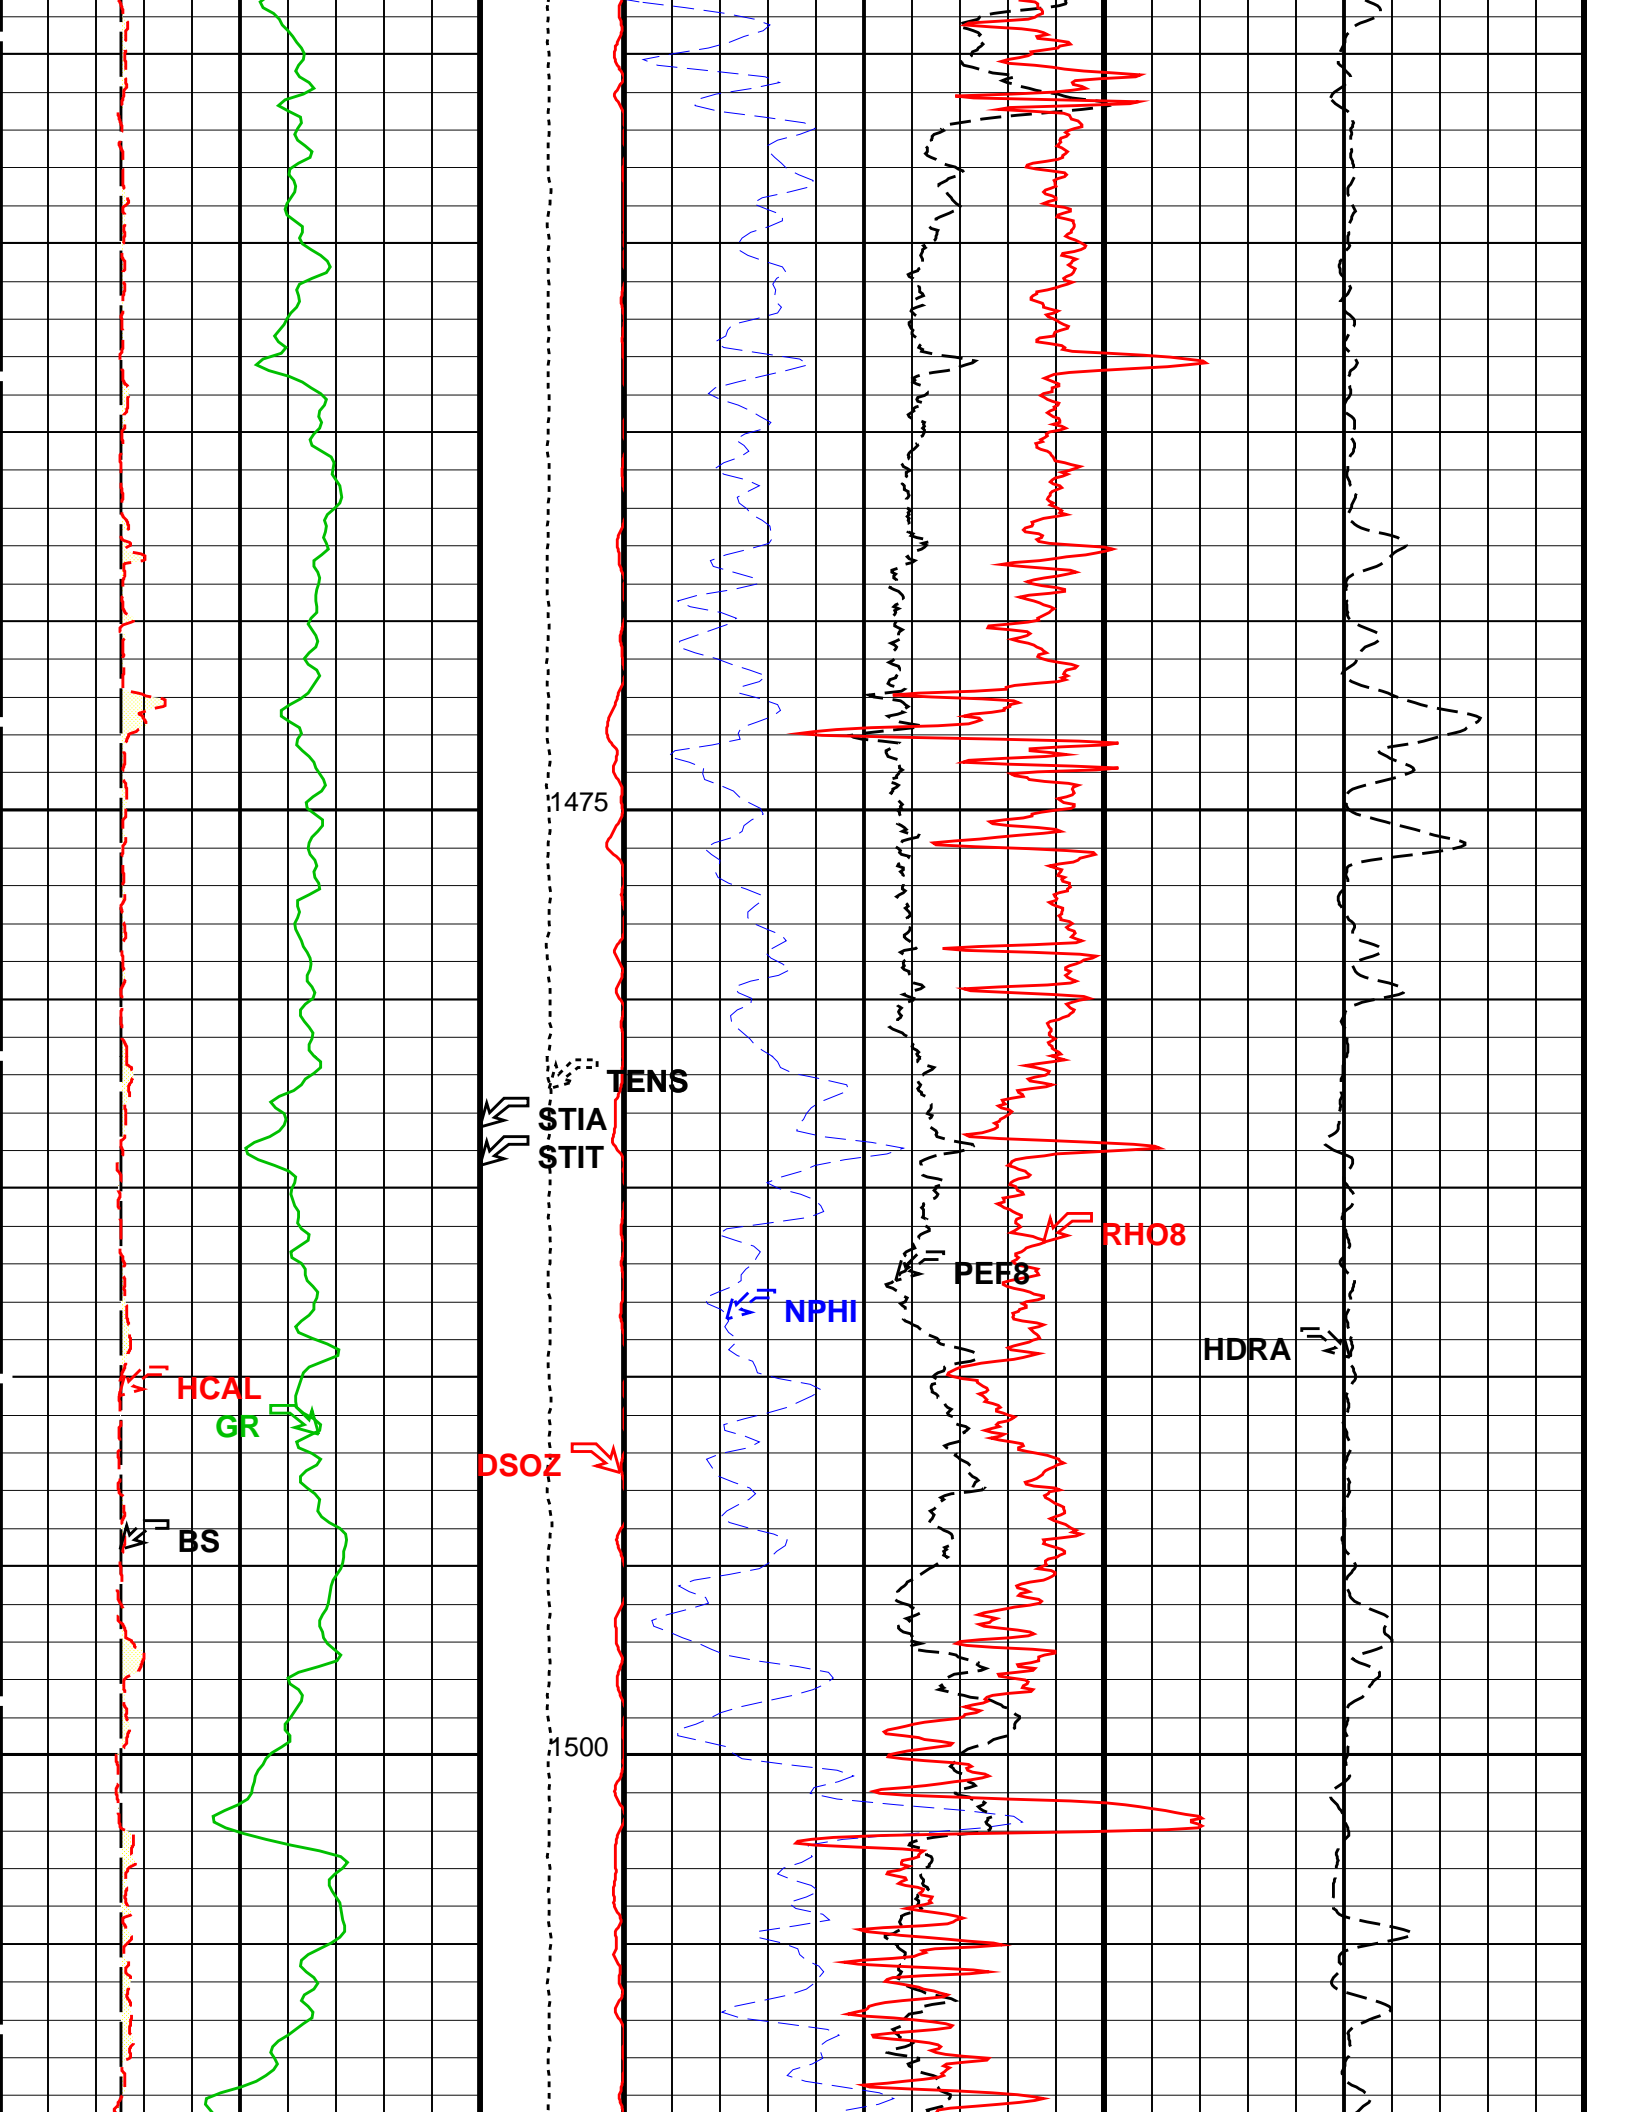 1475
TENS
STIA
STIT
RHO8
PEF8
NPHI
HDRA
HCAL
GR
DSOZ
BS
1500